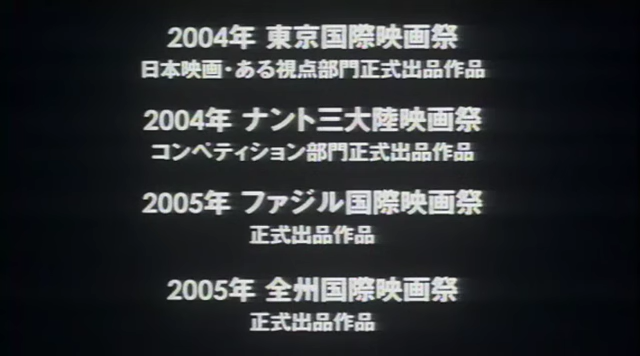 2004年 東京国際映画祭
日本映画・ある視点部門正式出品作品
2004年 ナント三大陸映画祭
コンペティション部門正式出品作品
2005年 ファジル国際映画祭
正式出品作品
2005年 全州国際映画祭
正式出品作品